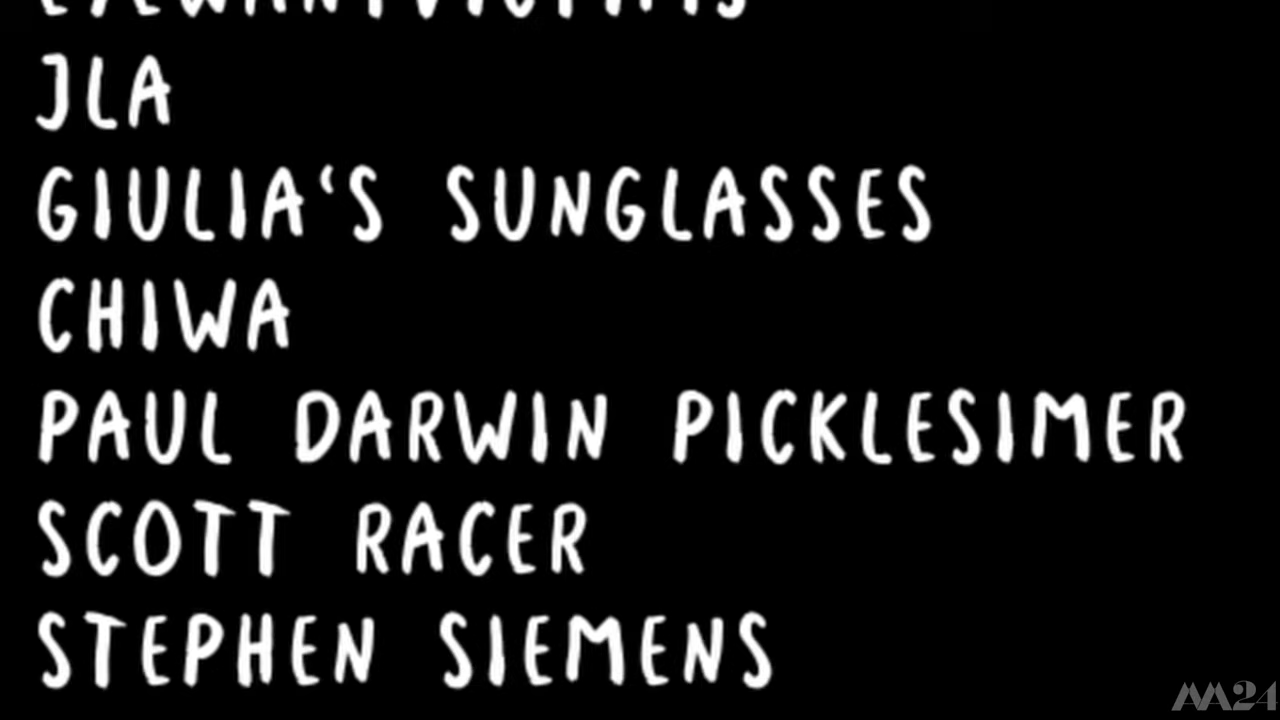 JLA
GIULIA‘S SUNGLASSES
CHIWA
PAUL DARWIN PICKLESIMER
SCOTT RACER
STEPHEN SIEMENS